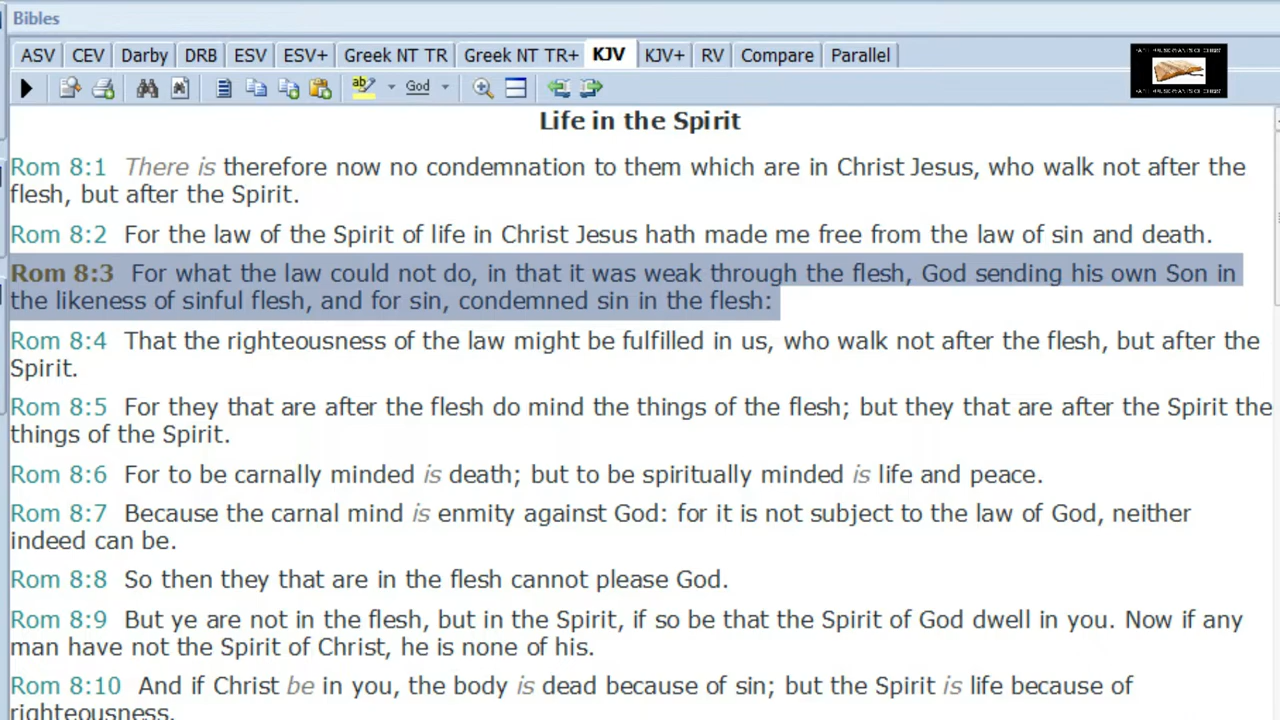 Bibles
ASV CEV Darby DRB ESV ESV+ Greek NT TR Greek NT TR+ KJV KJV+ RV Compare Parallel
ab God
Life in the Spirit
Rom 8:1 There is therefore now no condemnation to them which are in Christ Jesus, who walk not after the
flesh, but after the Spirit.
Rom 8:2 For the law of the Spirit of life in Christ Jesus hath made me free from the law of sin and death.
Rom 8:3 For what the law could not do, in that it was weak through the flesh, God sending his own Son in
the likeness of sinful flesh, and for sin, condemned sin in the flesh:
Rom 8:4 That the righteousness of the law might be fulfilled in us, who walk not after the flesh, but after the
Spirit.
Rom 8:5 For they that are after the flesh do mind the things of the flesh; but they that are after the Spirit the
things of the Spirit.
Rom 8:6 For to be carnally minded is death; but to be spiritually minded is life and peace.
Rom 8:7 Because the carnal mind is enmity against God: for it is not subject to the law of God, neither
indeed can be.
Rom 8:8 So then they that are in the flesh cannot please God.
Rom 8:9 But ye are not in the flesh, but in the Spirit, if so be that the Spirit of God dwell in you. Now if any
man have not the Spirit of Christ, he is none of his.
Rom 8:10 And if Christ be in you, the body is dead because of sin; but the Spirit is life because of
righteousness.